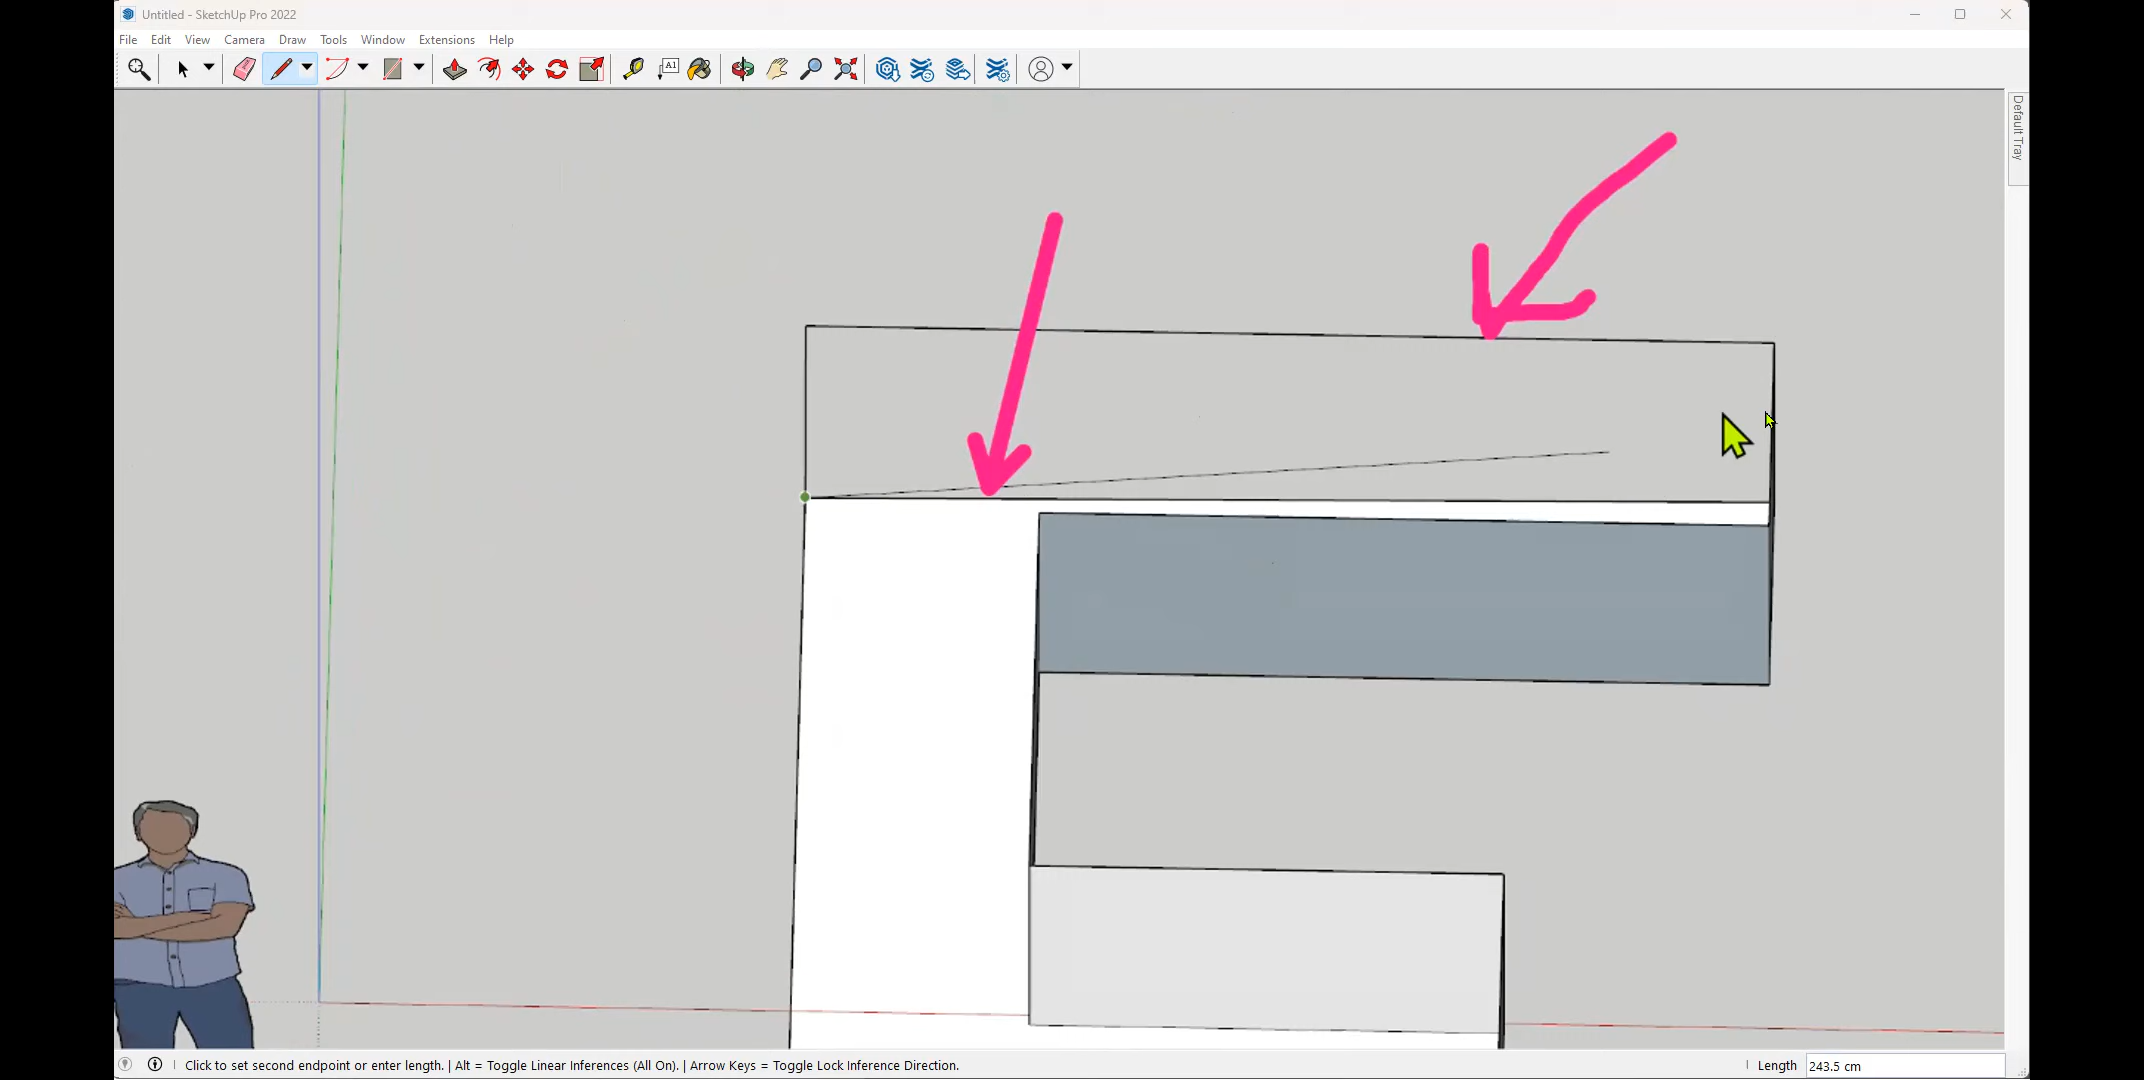 Untitled - SketchUp Pro 2022
File Edit View Camera Draw Tools Window Extensions Help
A1
Default Tray
Click to set second endpoint or enter length. | Alt = Toggle Linear Inferences (All On). | Arrow Keys = Toggle Lock Inference Direction.
Length 243.5 cm